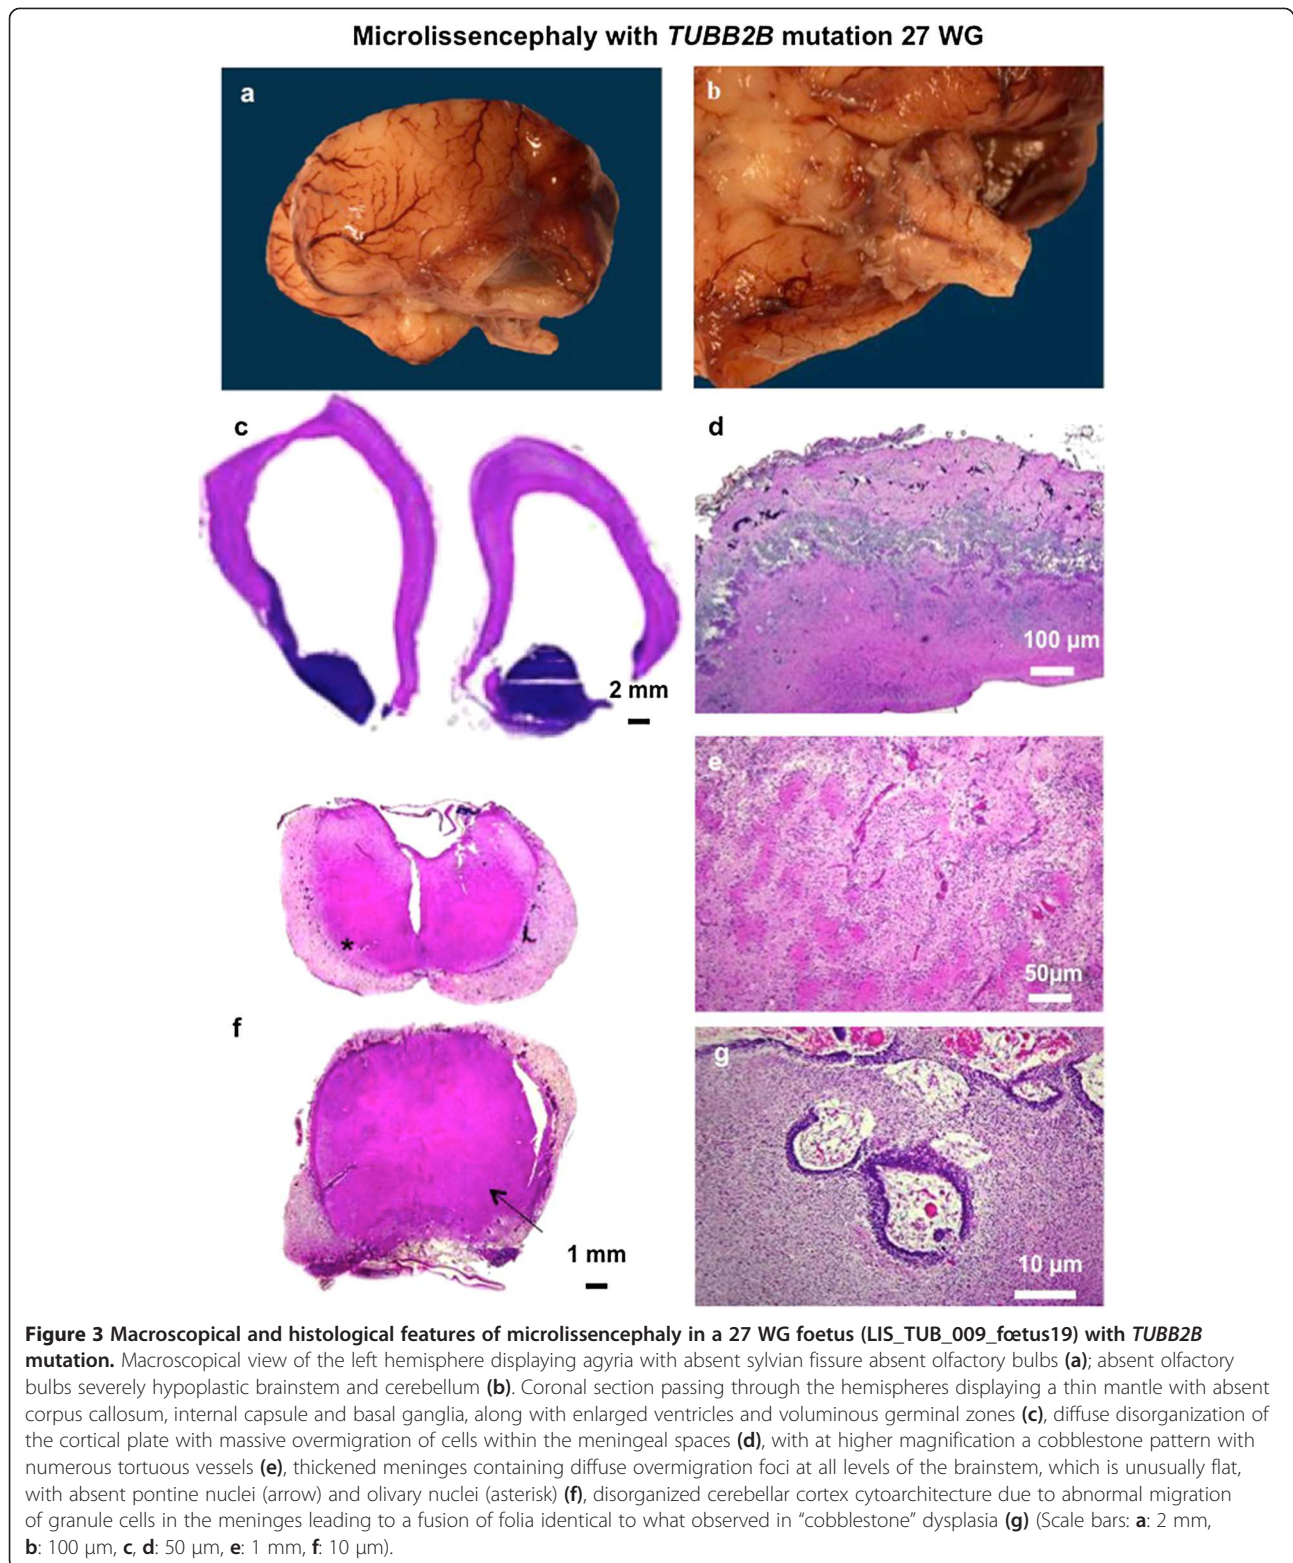 Microlissencephaly with TUBB2B mutation 27 WG
a
b
c
d
2 mm
100 µm
e
50µm
*
f
1 mm
g
10 µm
Figure 3 Macroscopical and histological features of microlissencephaly in a 27 WG foetus (LIS_TUB_009_fœtus19) with TUBB2B
mutation. Macroscopical view of the left hemisphere displaying agyria with absent sylvian fissure absent olfactory bulbs (a); absent olfactory
bulbs severely hypoplastic brainstem and cerebellum (b). Coronal section passing through the hemispheres displaying a thin mantle with absent
corpus callosum, internal capsule and basal ganglia, along with enlarged ventricles and voluminous germinal zones (c), diffuse disorganization of
the cortical plate with massive overmigration of cells within the meningeal spaces (d), with at higher magnification a cobblestone pattern with
numerous tortuous vessels (e), thickened meninges containing diffuse overmigration foci at all levels of the brainstem, which is unusually flat,
with absent pontine nuclei (arrow) and olivary nuclei (asterisk) (f), disorganized cerebellar cortex cytoarchitecture due to abnormal migration
of granule cells in the meninges leading to a fusion of folia identical to what observed in “cobblestone” dysplasia (g) (Scale bars: a: 2 mm,
b: 100 µm, c, d: 50 µm, e: 1 mm, f: 10 µm).